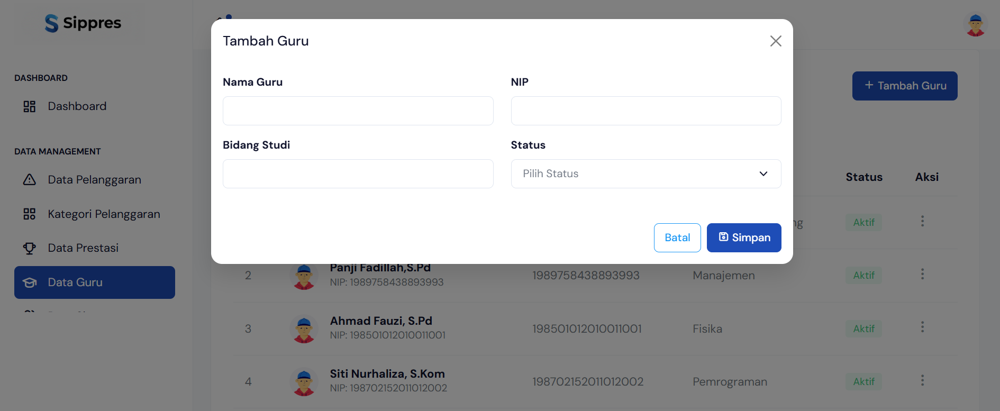 Sippres
DASHBOARD
Dashboard
DATA MANAGEMENT
Data Pelanggaran
Kategori Pelanggaran
Data Prestasi
Data Guru
Tambah Guru
Nama Guru
NIP
Bidang Studi
Status
Pilih Status
Batal
Simpan
+ Tambah Guru
Status Aksi
Aktif
2 Panji Fadillah,S.Pd 1989758438893993 Manajemen Aktif
NIP: 1989758438893993
3 Ahmad Fauzi, S.Pd 198501012010011001 Fisika Aktif
NIP: 198501012010011001
4 Siti Nurhaliza, S.Kom 198702152011012002 Pemrograman Aktif
NIP: 198702152011012002